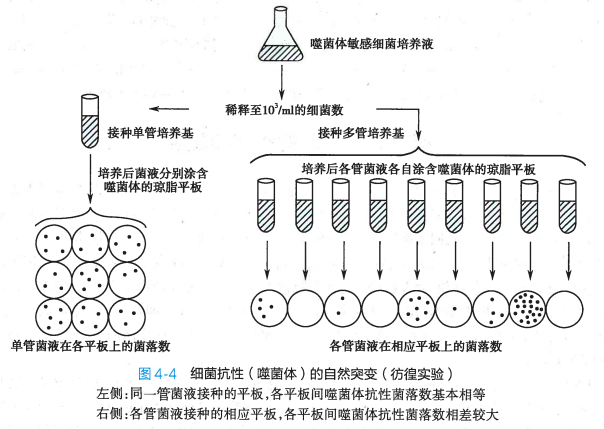 噬菌体敏感细菌培养液
稀释至10³/ml的细菌数
接种单管培养基
接种多管培养基
培养后菌液分别涂含
噬菌体的琼脂平板
培养后各管菌液各自涂含噬菌体的琼脂平板
单管菌液在各平板上的菌落数
各管菌液在相应平板上的菌落数
图4-4 细菌抗性（噬菌体）的自然突变（彷徨实验）
左侧:同一管菌液接种的平板,各平板间噬菌体抗性菌落数基本相等
右侧:各管菌液接种的相应平板,各平板间噬菌体抗性菌落数相差较大